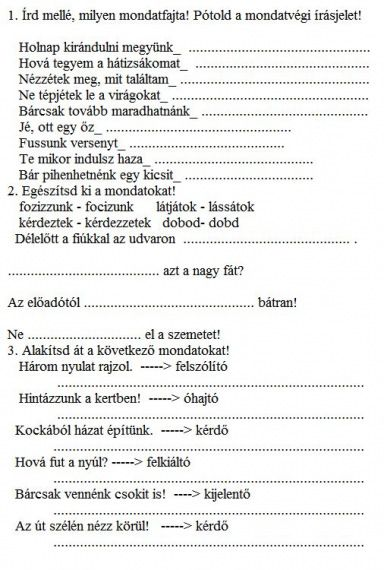 1. Írd mellé, milyen mondatfajta! Pótold a mondatvégi írásjelet!
Holnap kirándulni megyünk_ ......................................................
Hová tegyem a hátizsákomat_ ..................................................
Nézzétek meg, mit találtam_ ......................................................
Ne tépjétek le a virágokat_ ..........................................................
Bárcsak tovább maradhatnánk_ ................................................
Jé, ott egy őz_ ......................................................
Fussunk versenyt_ ..................................................
Te mikor indulsz haza_ ................................................
Bár pihenhetnénk egy kicsit_ ......................................
2. Egészítsd ki a mondatokat!
fozizzunk - focizunk látjátok - lássátok
kérdeztek - kérdezzetek dobod- dobd
Délelőtt a fiúkkal az udvaron .................................................. .
............................................. azt a nagy fát?
Az előadótól ................................................... bátran!
Ne .................................. el a szemetet!
3. Alakítsd át a következő mondatokat!
Három nyulat rajzol. -----> felszólító
....................................................................................
Hintázzunk a kertben! ------> óhajtó
....................................................................................
Kockából házat építünk. -----> kérdő
....................................................................................
Hová fut a nyúl? -----> felkiáltó
....................................................................................
Bárcsak vennénk csokit is! ----> kijelentő
....................................................................................
Az út szélén nézz körül! -----> kérdő
....................................................................................